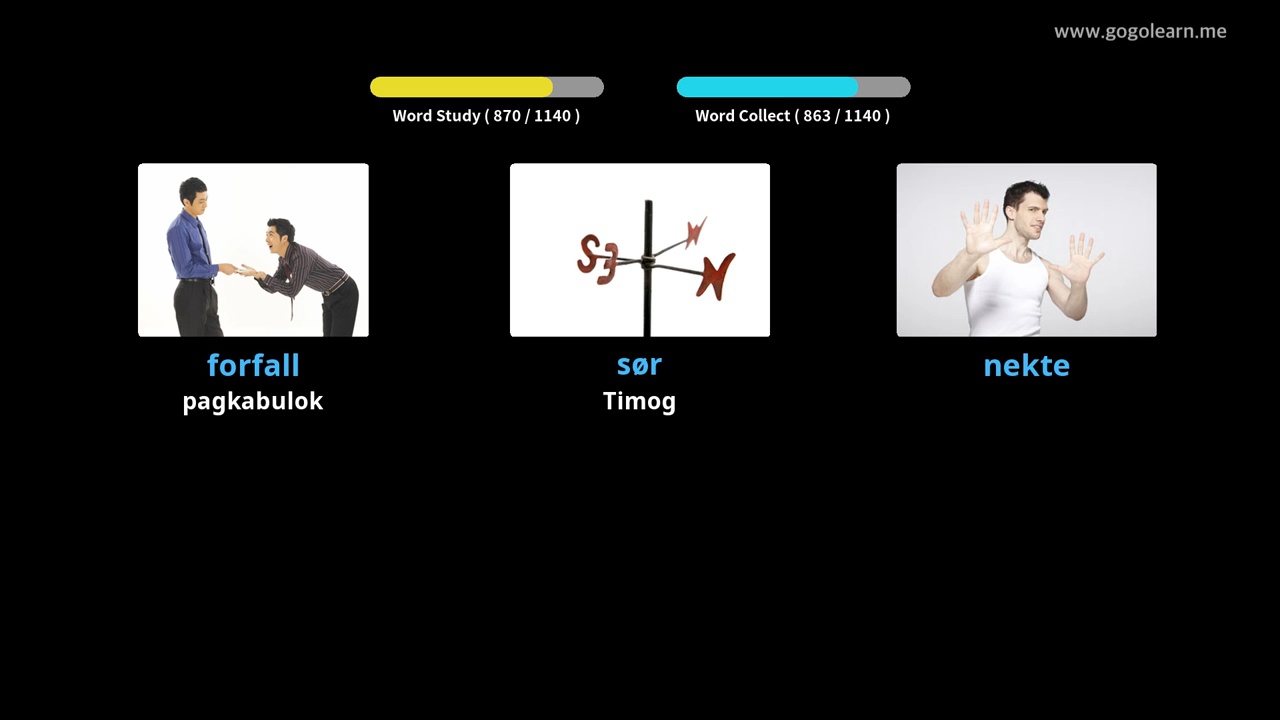 www.gogolearn.me
Word Study ( 870 / 1140 )
Word Collect ( 863 / 1140 )
S E N W
forfall
sør
nekte
pagkabulok
Timog